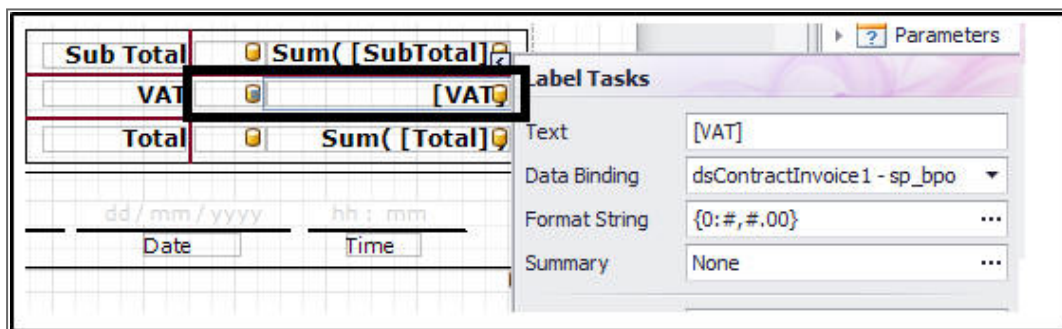 Parameters
Sub Total Sum( [SubTotal]
VAT [VAT]
Total Sum( [Total]
dd / mm / yyyy hh : mm
Date Time
Label Tasks
Text [VAT]
Data Binding dsContractInvoice1 - sp_bpo
Format String {0:#,#.00} ...
Summary None ...